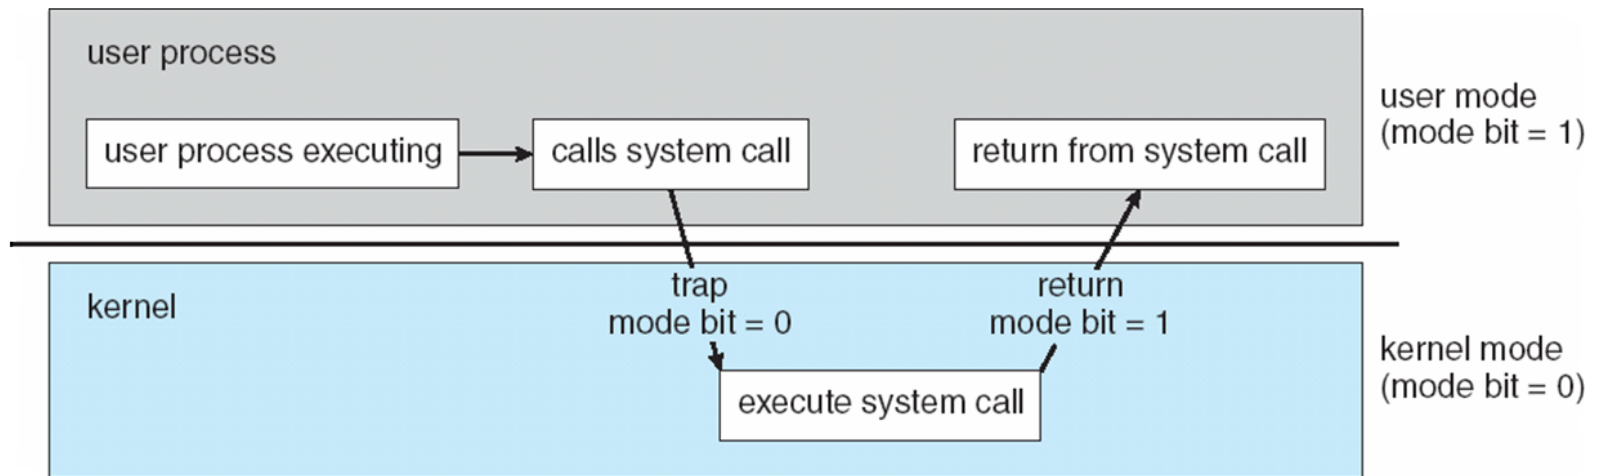 user process
user process executing
calls system call
return from system call
user mode
(mode bit = 1)
kernel
trap
mode bit = 0
return
mode bit = 1
execute system call
kernel mode
(mode bit = 0)